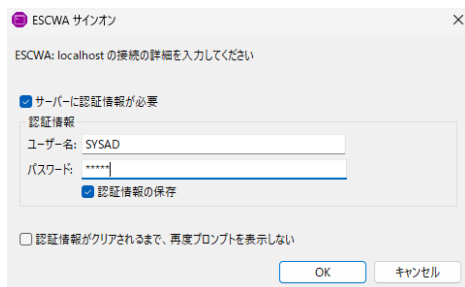 ESCWA サインオン
ESCWA: localhost の接続の詳細を入力してください
サーバーに認証情報が必要
認証情報
ユーザー名: SYSAD
パスワード: *****
認証情報の保存
認証情報がクリアされるまで、再度プロンプトを表示しない
OK キャンセル